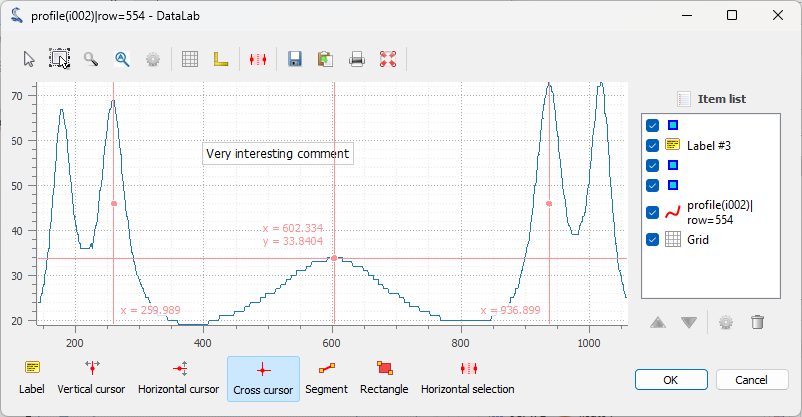 profile(i002)|row=554 - DataLab
70
60
50
40
30
20
200
400
600
800
1000
Very interesting comment
x = 602.334
y = 33.8404
x = 259.989
x = 936.899
Item list
Label #3
profile(i002)|
row=554
Grid
Label
Vertical cursor
Horizontal cursor
Cross cursor
Segment
Rectangle
Horizontal selection
OK
Cancel